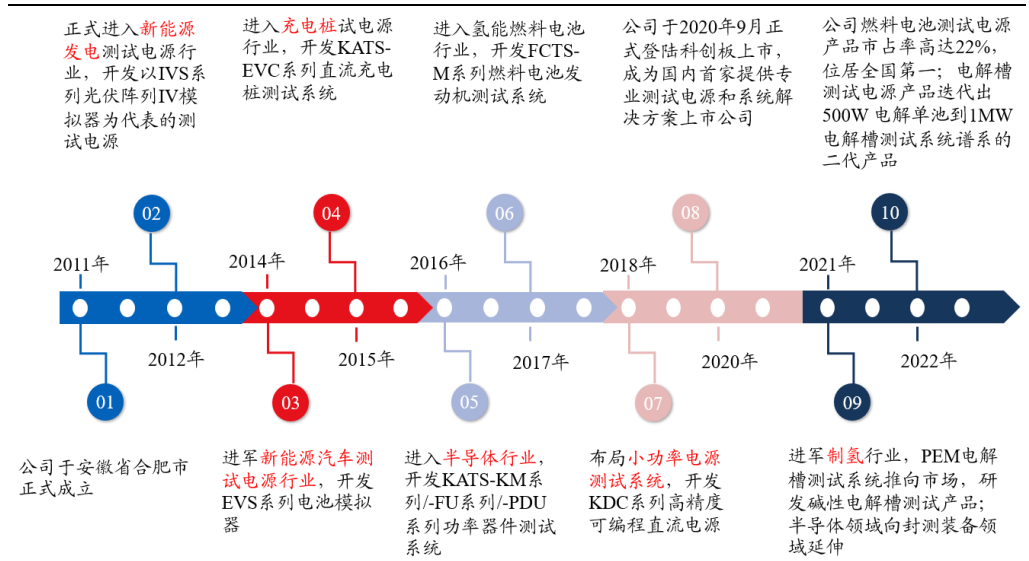 正式进入新能源
发电测试电源行
业，开发以IVS系
列光伏阵列IV模
拟器为代表的测
试电源
进入充电桩试电源
行业，开发KATS-
EVC系列直流充电
桩测试系统
进入氢能燃料电池
行业，开发FCTS-
M系列燃料电池发
动机测试系统
公司于2020年9月正
式登陆科创板上市，
成为国内首家提供专
业测试电源和系统解
决方案上市公司
公司燃料电池测试电源
产品市占率高达22%，
位居全国第一；电解槽
测试电源产品迭代出
500W 电解单池到1MW
电解槽测试系统谱系的
二代产品
02
04
06
08
10
2011年
2014年
2016年
2018年
2021年
2012年
2015年
2017年
2020年
2022年
01
03
05
07
09
公司于安徽省合肥市
正式成立
进军新能源汽车测
试电源行业，开发
EVS系列电池模拟
器
进入半导体行业，
开发KATS-KM系
列/-FU系列/-PDU
系列功率器件测试
系统
布局小功率电源
测试系统，开发
KDC系列高精度
可编程直流电源
进军制氢行业，PEM电解
槽测试系统推向市场，研
发碱性电解槽测试产品；
半导体领域向封测装备领
域延伸